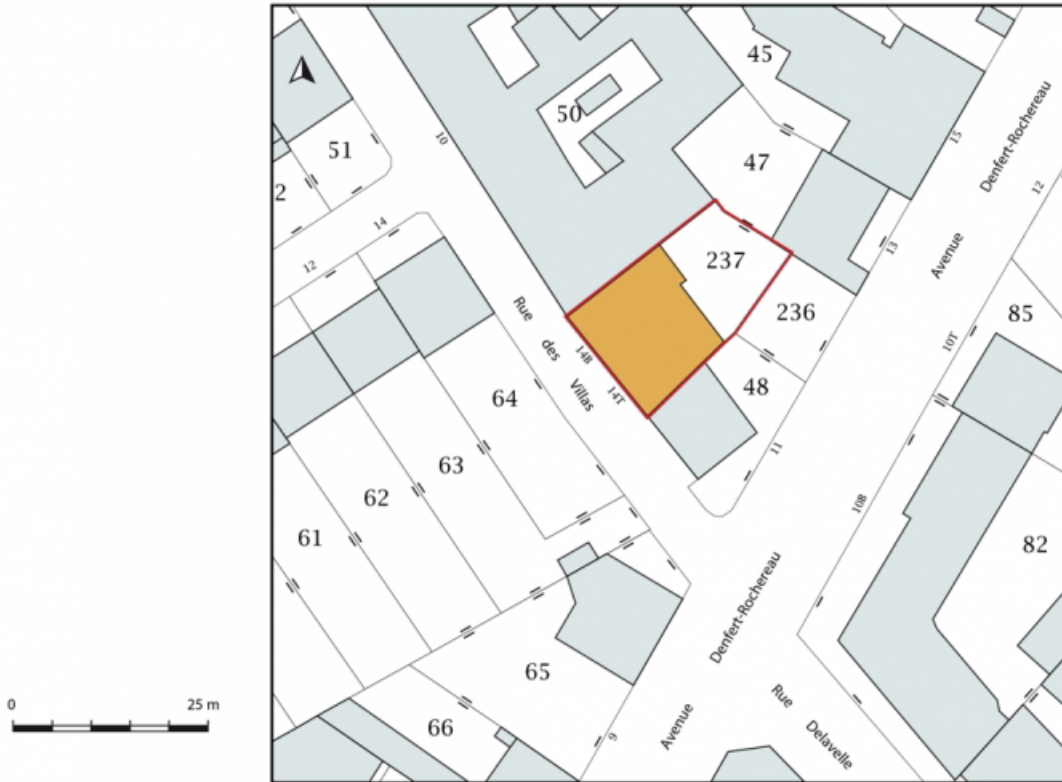 45
15
Denfert-Rochereau
12
50
10
51
47
2
14
12
237
13
Avenue
236
85
10T
Rue
des
Villas
14B
14T
64
48
63
11
62
10B
61
82
Denfert-Rochereau
65
Rue
Delavelle
0
25 m
66
9
Avenue